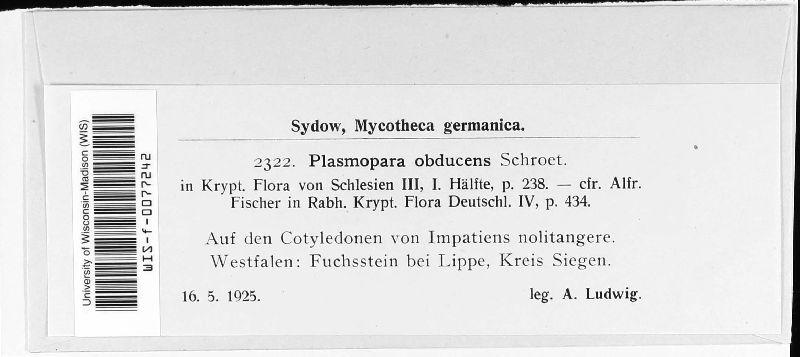 Sydow, Mycotheca germanica.
2322. Plasmopara obducens Schroet.
in Krypt. Flora von Schlesien III, I. Hälfte, p. 238. — cfr. Alfr.
Fischer in Rabh. Krypt. Flora Deutschl. IV, p. 434.
Auf den Cotyledonen von Impatiens nolitangere.
Westfalen: Fuchsstein bei Lippe, Kreis Siegen.
16. 5. 1925. leg. A. Ludwig.
University of Wisconsin-Madison (WIS)
WIS-f-0077242